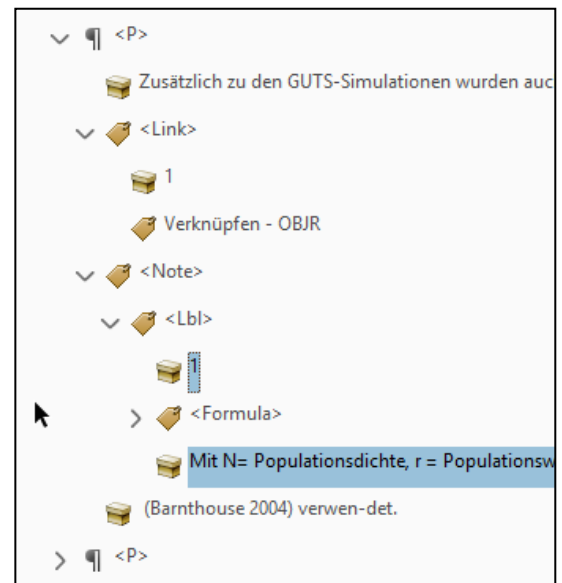 <P>
Zusätzlich zu den GUTS-Simulationen wurden auc
<Link>
1
Verknüpfen - OBJR
<Note>
<Lbl>
1
<Formula>
Mit N= Populationsdichte, r = Populationsw
(Barnthouse 2004) verwen-det.
<P>